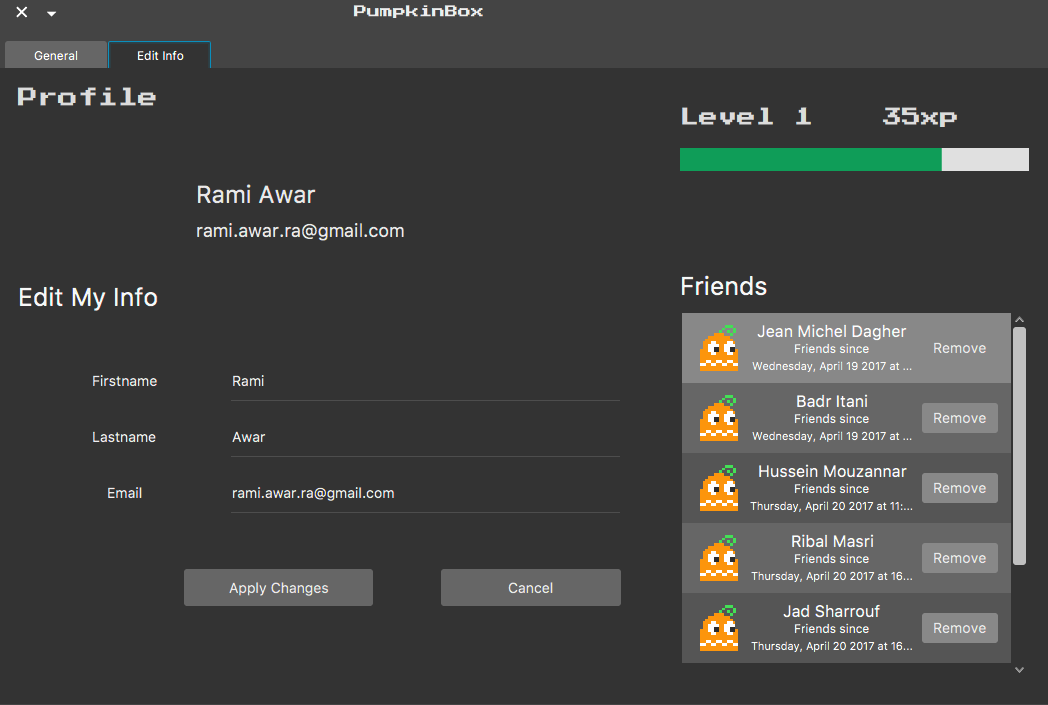 PumpkinBox
General
Edit Info
Profile
Level 1 35xp
Rami Awar
rami.awar.ra@gmail.com
Edit My Info
Firstname Rami
Lastname Awar
Email rami.awar.ra@gmail.com
Apply Changes
Cancel
Friends
Jean Michel Dagher
Friends since
Wednesday, April 19 2017 at ...
Remove
Badr Itani
Friends since
Wednesday, April 19 2017 at ...
Remove
Hussein Mouzannar
Friends since
Thursday, April 20 2017 at 11:...
Remove
Ribal Masri
Friends since
Thursday, April 20 2017 at 16...
Remove
Jad Sharrouf
Friends since
Thursday, April 20 2017 at 16...
Remove